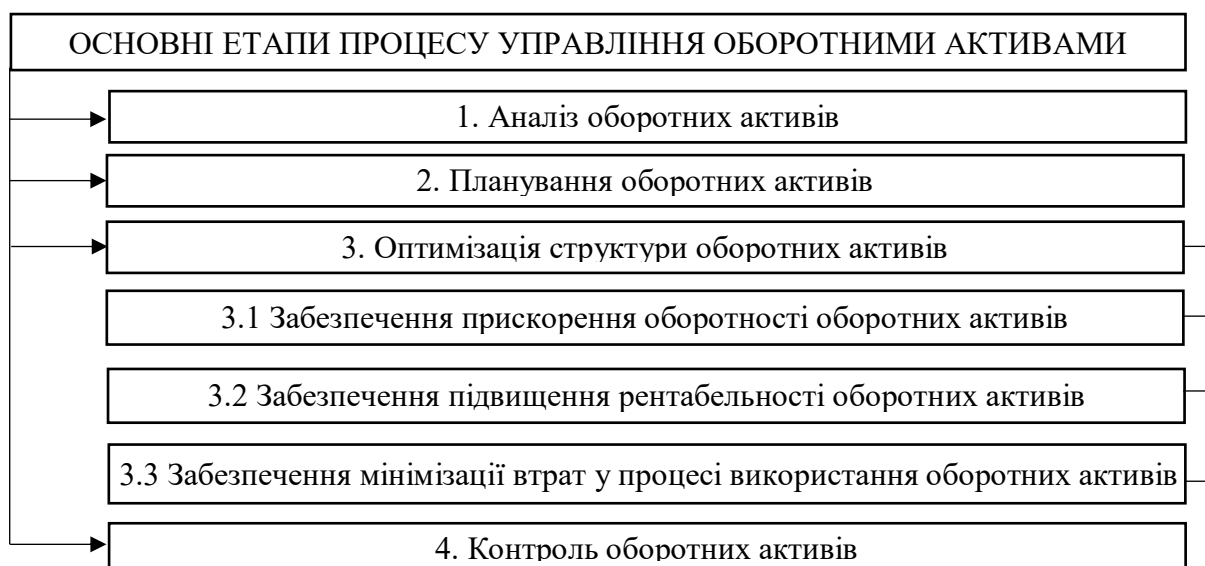 ОСНОВНІ ЕТАПИ ПРОЦЕСУ УПРАВЛІННЯ ОБОРОТНИМИ АКТИВАМИ
1. Аналіз оборотних активів
2. Планування оборотних активів
3. Оптимізація структури оборотних активів
3.1 Забезпечення прискорення оборотності оборотних активів
3.2 Забезпечення підвищення рентабельності оборотних активів
3.3 Забезпечення мінімізації втрат у процесі використання оборотних активів
4. Контроль оборотних активів